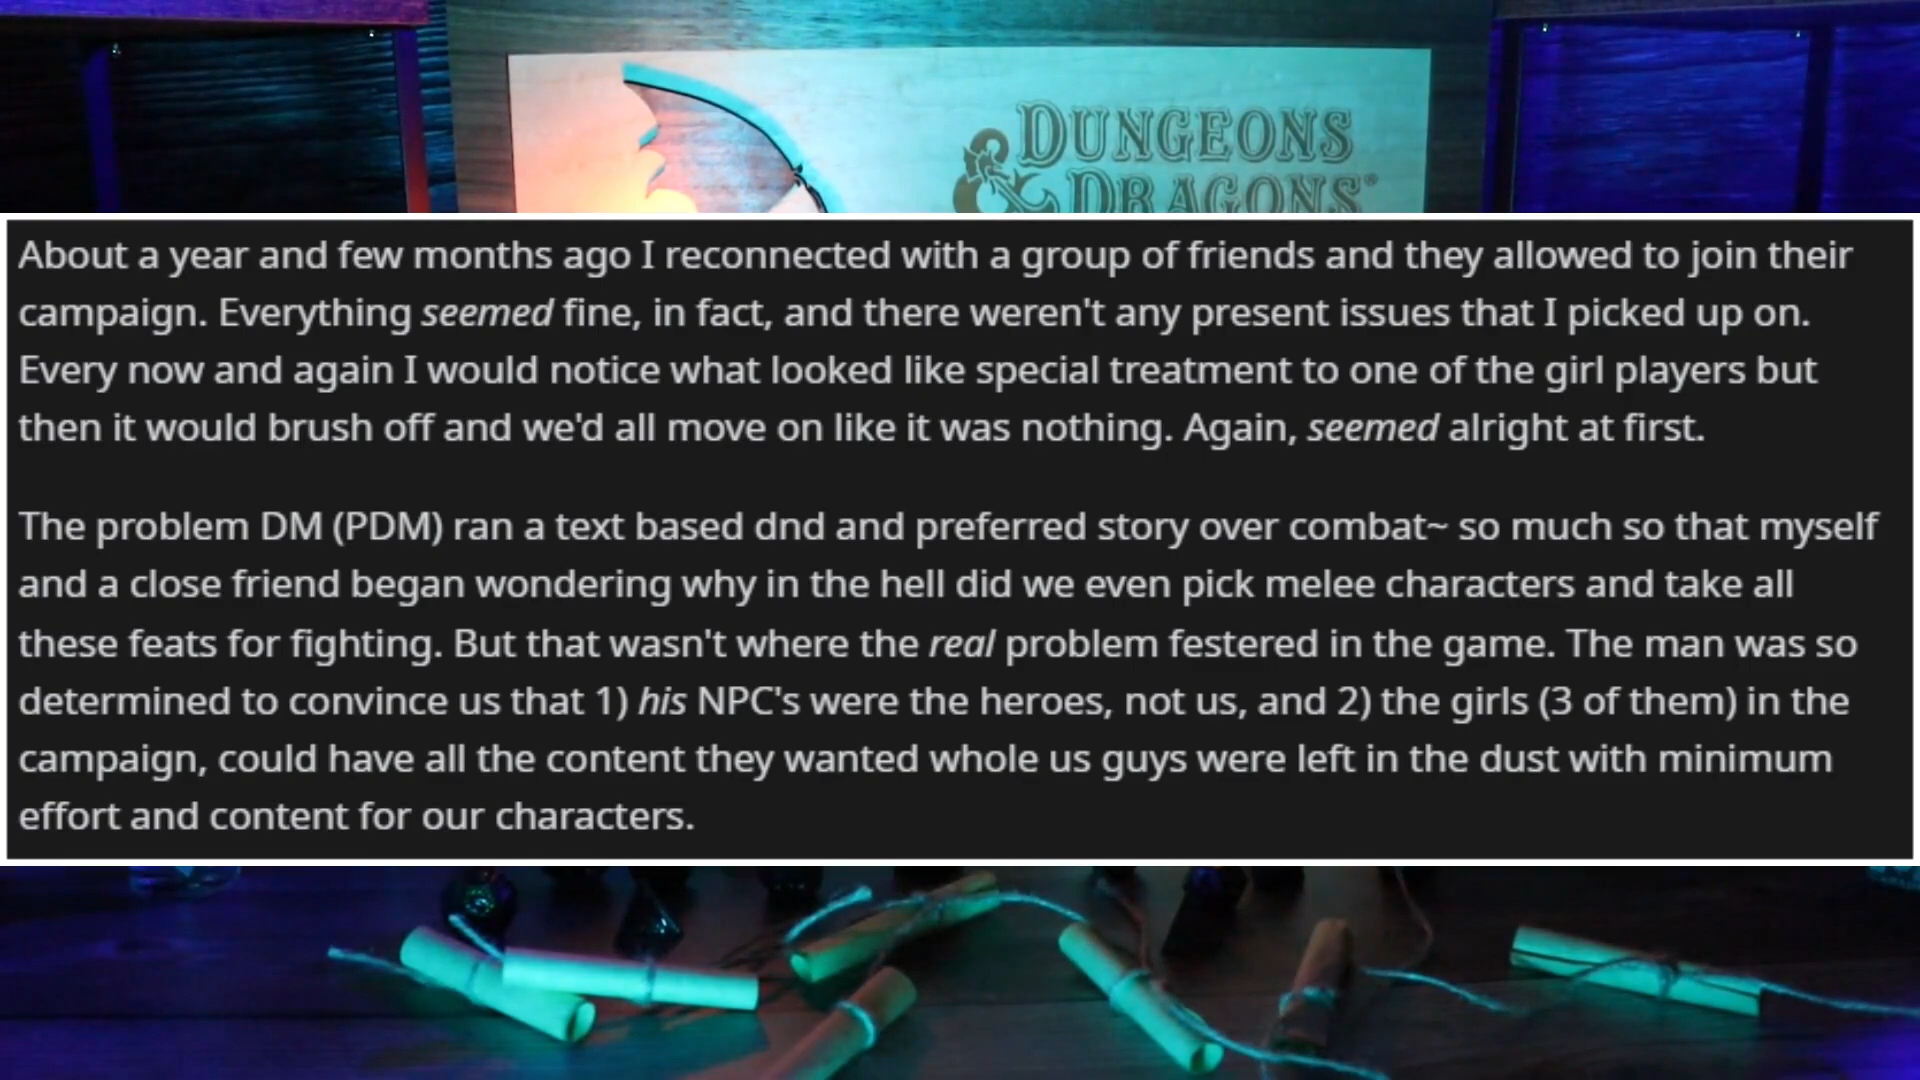 DUNGEONS
& DRAGONS®
About a year and few months ago I reconnected with a group of friends and they allowed to join their
campaign. Everything seemed fine, in fact, and there weren't any present issues that I picked up on.
Every now and again I would notice what looked like special treatment to one of the girl players but
then it would brush off and we'd all move on like it was nothing. Again, seemed alright at first.
The problem DM (PDM) ran a text based dnd and preferred story over combat~ so much so that myself
and a close friend began wondering why in the hell did we even pick melee characters and take all
these feats for fighting. But that wasn't where the real problem festered in the game. The man was so
determined to convince us that 1) his NPC's were the heroes, not us, and 2) the girls (3 of them) in the
campaign, could have all the content they wanted whole us guys were left in the dust with minimum
effort and content for our characters.